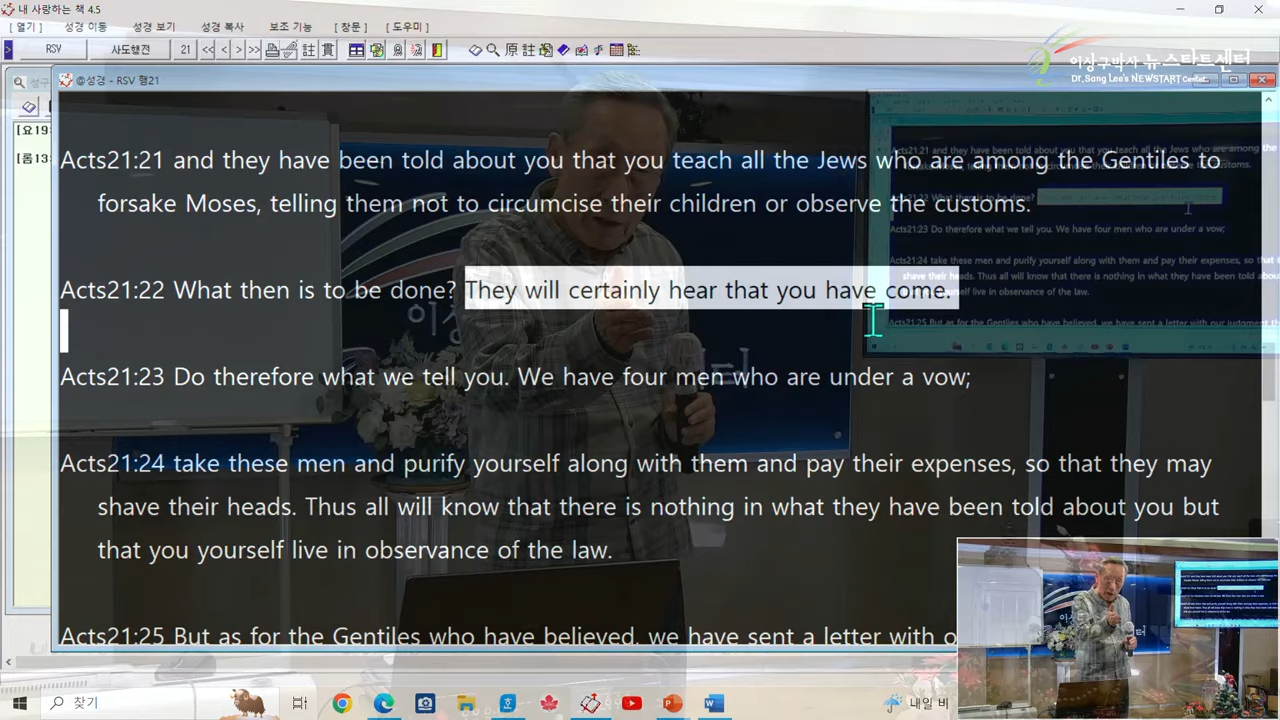 내 사랑하는 책 4.5
[ 열기 ] 성경 이동 성경 보기 성경 복사 보조 기능 [ 창문 ] [ 도우미 ]
RSV 사도행전 21 << < > >>
이상구박사 뉴스타트센터
Dr. Sang Lee's NEWSTART Center
@성경 - RSV 행21
[요19
[롬13
Acts21:21 and they have been told about you that you teach all the Jews who are among the Gentiles to
forsake Moses, telling them not to circumcise their children or observe the customs.
Acts21:22 What then is to be done? They will certainly hear that you have come.
Acts21:23 Do therefore what we tell you. We have four men who are under a vow;
Acts21:24 take these men and purify yourself along with them and pay their expenses, so that they may
shave their heads. Thus all will know that there is nothing in what they have been told about you but
that you yourself live in observance of the law.
Acts21:25 But as for the Gentiles who have believed, we have sent a letter with o
찾기
내일 비